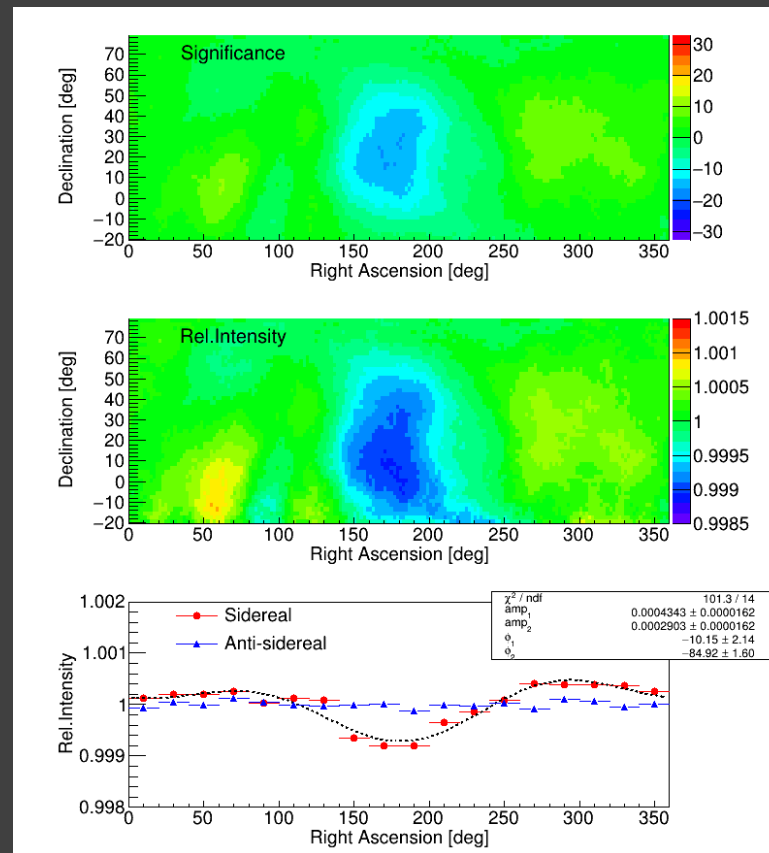 Significance
Declination [deg]
70
60
50
40
30
20
10
0
−10
−20
0 50 100 150 200 250 300 350
Right Ascension [deg]
30
20
10
0
−10
−20
−30
Rel.Intensity
Declination [deg]
70
60
50
40
30
20
10
0
−10
−20
0 50 100 150 200 250 300 350
Right Ascension [deg]
1.0015
1.001
1.0005
1
0.9995
0.999
0.9985
χ² / ndf 101.3 / 14
amp₁ 0.0004343 ± 0.0000162
amp₂ 0.0002903 ± 0.0000162
ϕ₁ −10.15 ± 2.14
ϕ₂ −84.92 ± 1.60
Sidereal
Anti-sidereal
Rel.Intensity
1.002
1.001
1
0.999
0.998
0 50 100 150 200 250 300 350
Right Ascension [deg]